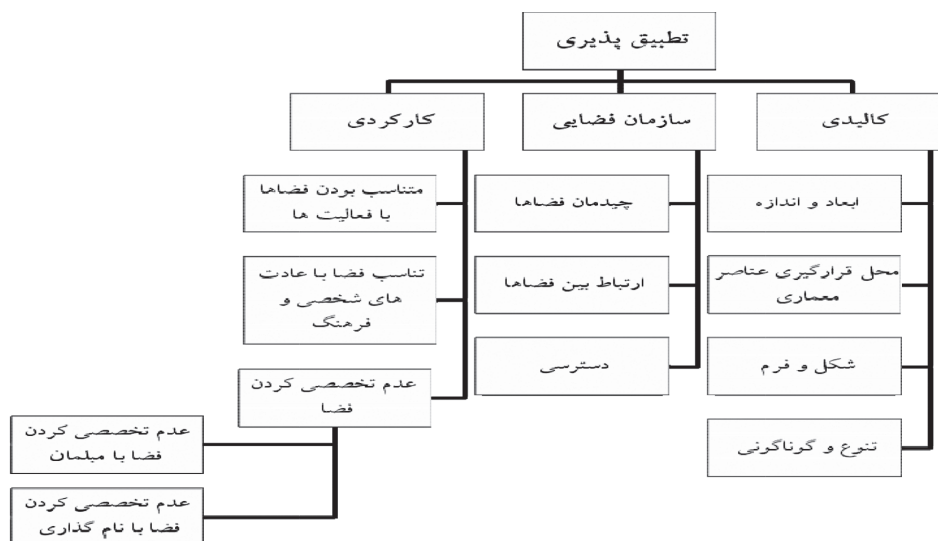 تطبیق پذیری
کالبدی
سازمان فضایی
کارکردی
ابعاد و اندازه
محل قرارگیری عناصر
معماری
شکل و فرم
تنوع و گوناگونی
چیدمان فضاها
ارتباط بین فضاها
دسترسی
متناسب بودن فضاها
با فعالیت ها
تناسب فضا با عادت
های شخصی و
فرهنگ
عدم تخصصی کردن
فضا
عدم تخصصی کردن
فضا با مبلمان
عدم تخصصی کردن
فضا با نام گذاری